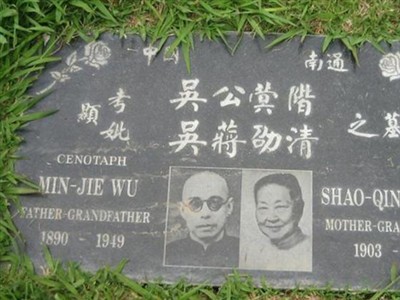 中 南通
顯 考 妣
吳公蓂階
吳蔣劭清
之墓
CENOTAPH
MIN-JIE WU
FATHER-GRANDFATHER
1890 - 1949
SHAO-QIN
MOTHER-GRA
1903 -